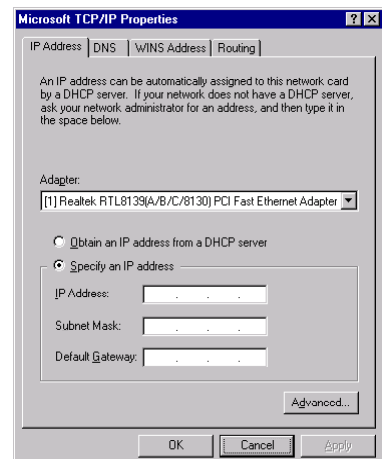 Microsoft TCP/IP Properties
IP Address DNS WINS Address Routing
An IP address can be automatically assigned to this network card
by a DHCP server. If your network does not have a DHCP server,
ask your network administrator for an address, and then type it in
the space below.
Adapter:
[1] Realtek RTL8139(A/B/C/8130) PCI Fast Ethernet Adapter
Obtain an IP address from a DHCP server
Specify an IP address
IP Address:
Subnet Mask:
Default Gateway:
Advanced...
OK Cancel Apply